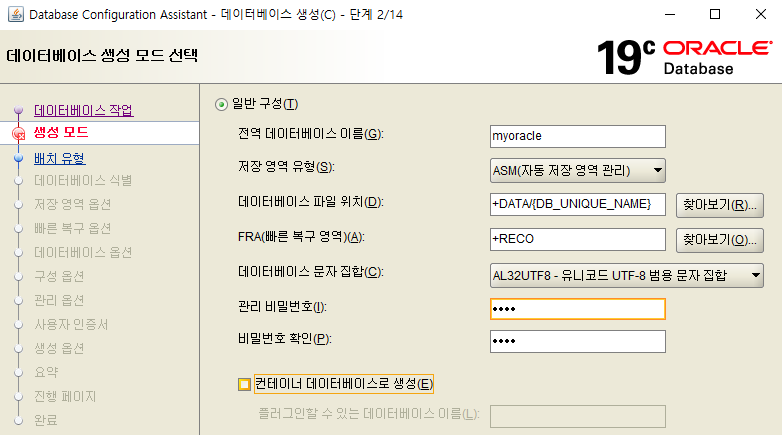 Database Configuration Assistant - 데이터베이스 생성(C) - 단계 2/14
데이터베이스 생성 모드 선택
19c ORACLE
Database
데이터베이스 작업
생성 모드
배치 유형
데이터베이스 식별
저장 영역 옵션
빠른 복구 옵션
데이터베이스 옵션
구성 옵션
관리 옵션
사용자 인증서
생성 옵션
요약
진행 페이지
완료
일반 구성(T)
전역 데이터베이스 이름(G): myoracle
저장 영역 유형(S): ASM(자동 저장 영역 관리)
데이터베이스 파일 위치(D): +DATA/{DB_UNIQUE_NAME} 찾아보기(R)...
FRA(빠른 복구 영역)(A): +RECO 찾아보기(O)...
데이터베이스 문자 집합(C): AL32UTF8 - 유니코드 UTF-8 범용 문자 집합
관리 비밀번호(I): ••••
비밀번호 확인(P): ••••
컨테이너 데이터베이스로 생성(E)
플러그인할 수 있는 데이터베이스 이름(L):